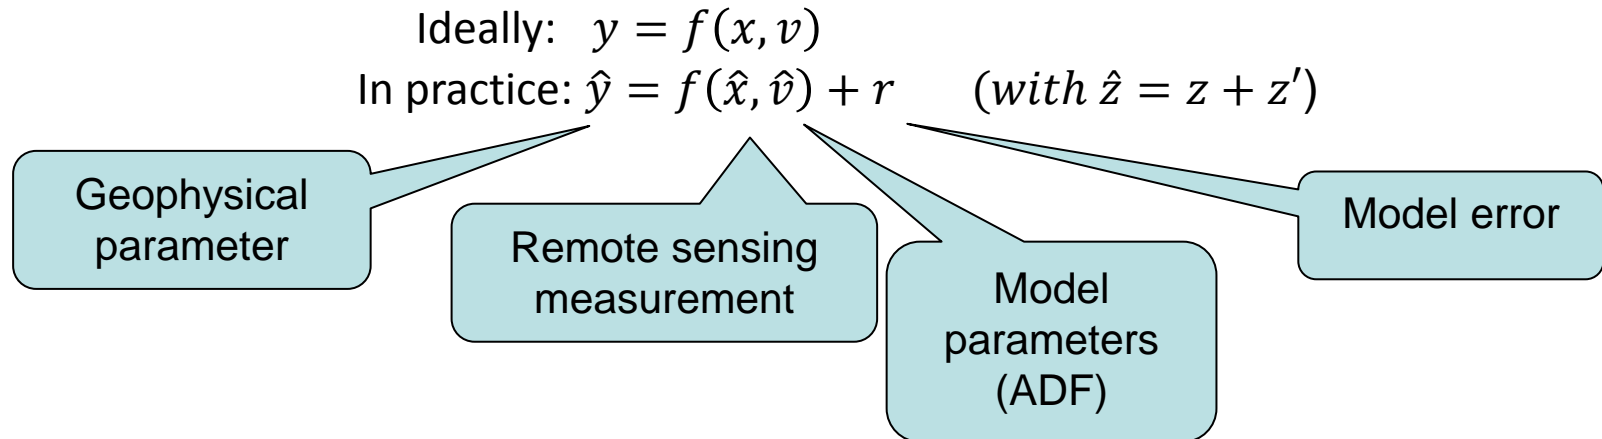 Ideally: y = f(x, v)
In practice: ŷ = f(x̂, v̂) + r (with ẑ = z + z′)
Geophysical
parameter
Remote sensing
measurement
Model
parameters
(ADF)
Model error